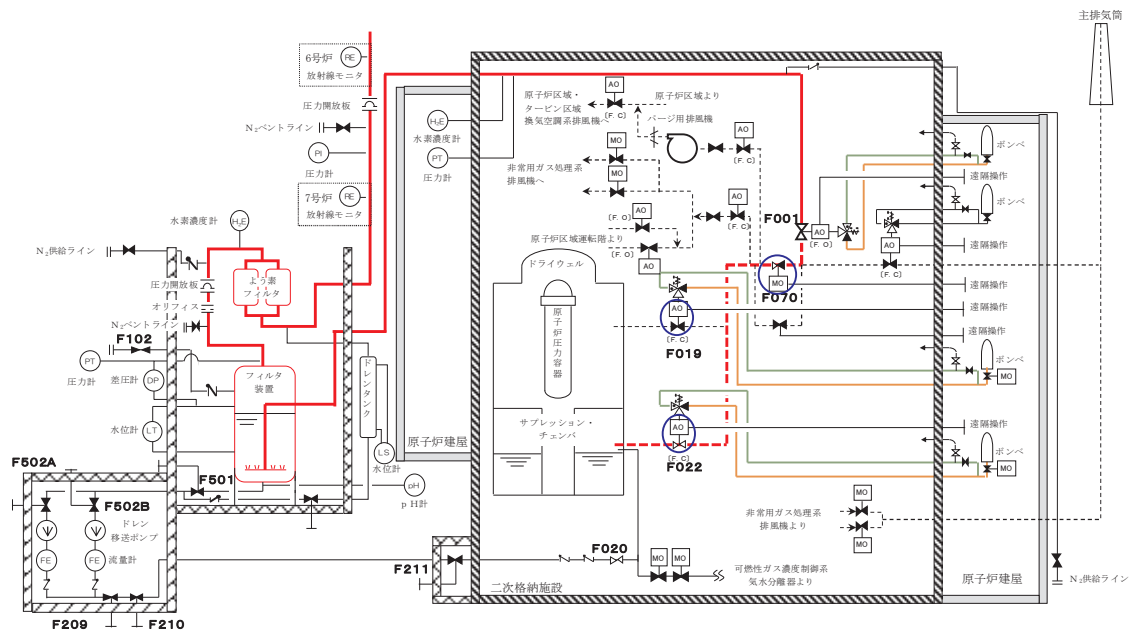 主排気筒
6号炉
放射線モニタ
RE
圧力開放板
N₂ベントライン
PI
圧力計
7号炉
放射線モニタ
RE
水素濃度計
H₂E
N₂供給ライン
圧力開放板
オリフィス
N₂ベントライン
よう素
フィルタ
F102
PT
圧力計
差圧計
DP
フィルタ
装置
水位計
LT
ドレンタンク
LS
水位計
pH
pH計
F502A
F501
F502B
ドレン
移送ポンプ
FE
FE
流量計
F209
F210
F211
H₂E
水素濃度計
PT
圧力計
原子炉建屋
原子炉区域・
タービン区域
換気空調系排風機へ
AO
(F. C)
原子炉区域より
パージ用排風機
AO
(F. C)
MO
非常用ガス処理系
排風機へ
MO
AO
(F. O)
AO
(F. C)
原子炉区域運転階より
(F. O)
AO
ドライウェル
原子炉圧力容器
サプレッション・
チェンバ
F001
AO
(F. O)
MO
F070
AO
(F. C)
F019
AO
(F. C)
F022
AO
(F. C)
ボンベ
遠隔操作
ボンベ
遠隔操作
遠隔操作
遠隔操作
遠隔操作
ボンベ
MO
遠隔操作
ボンベ
MO
MO
非常用ガス処理系
排風機より
MO
F020
MO
MO
可燃性ガス濃度制御系
気水分離器より
二次格納施設
原子炉建屋
N₂供給ライン